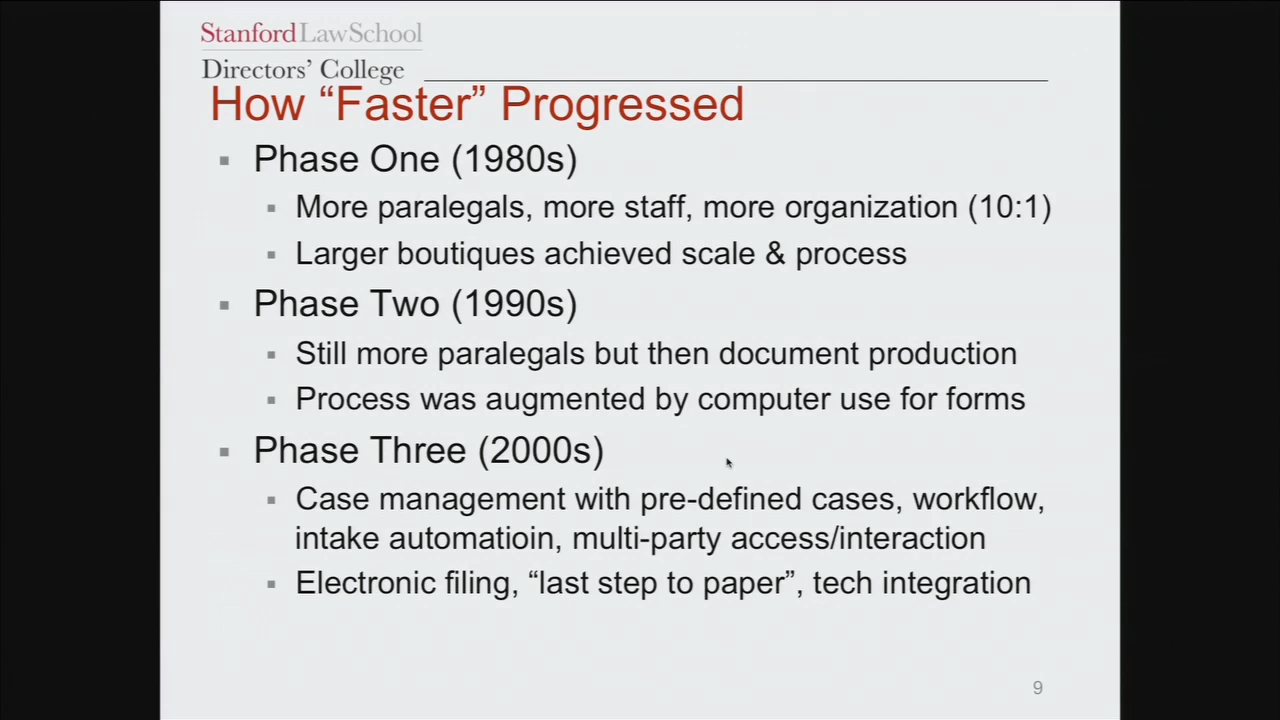 StanfordLawSchool
Directors’ College
How “Faster” Progressed
Phase One (1980s)
More paralegals, more staff, more organization (10:1)
Larger boutiques achieved scale & process
Phase Two (1990s)
Still more paralegals but then document production
Process was augmented by computer use for forms
Phase Three (2000s)
Case management with pre-defined cases, workflow,
intake automatioin, multi-party access/interaction
Electronic filing, “last step to paper”, tech integration
9